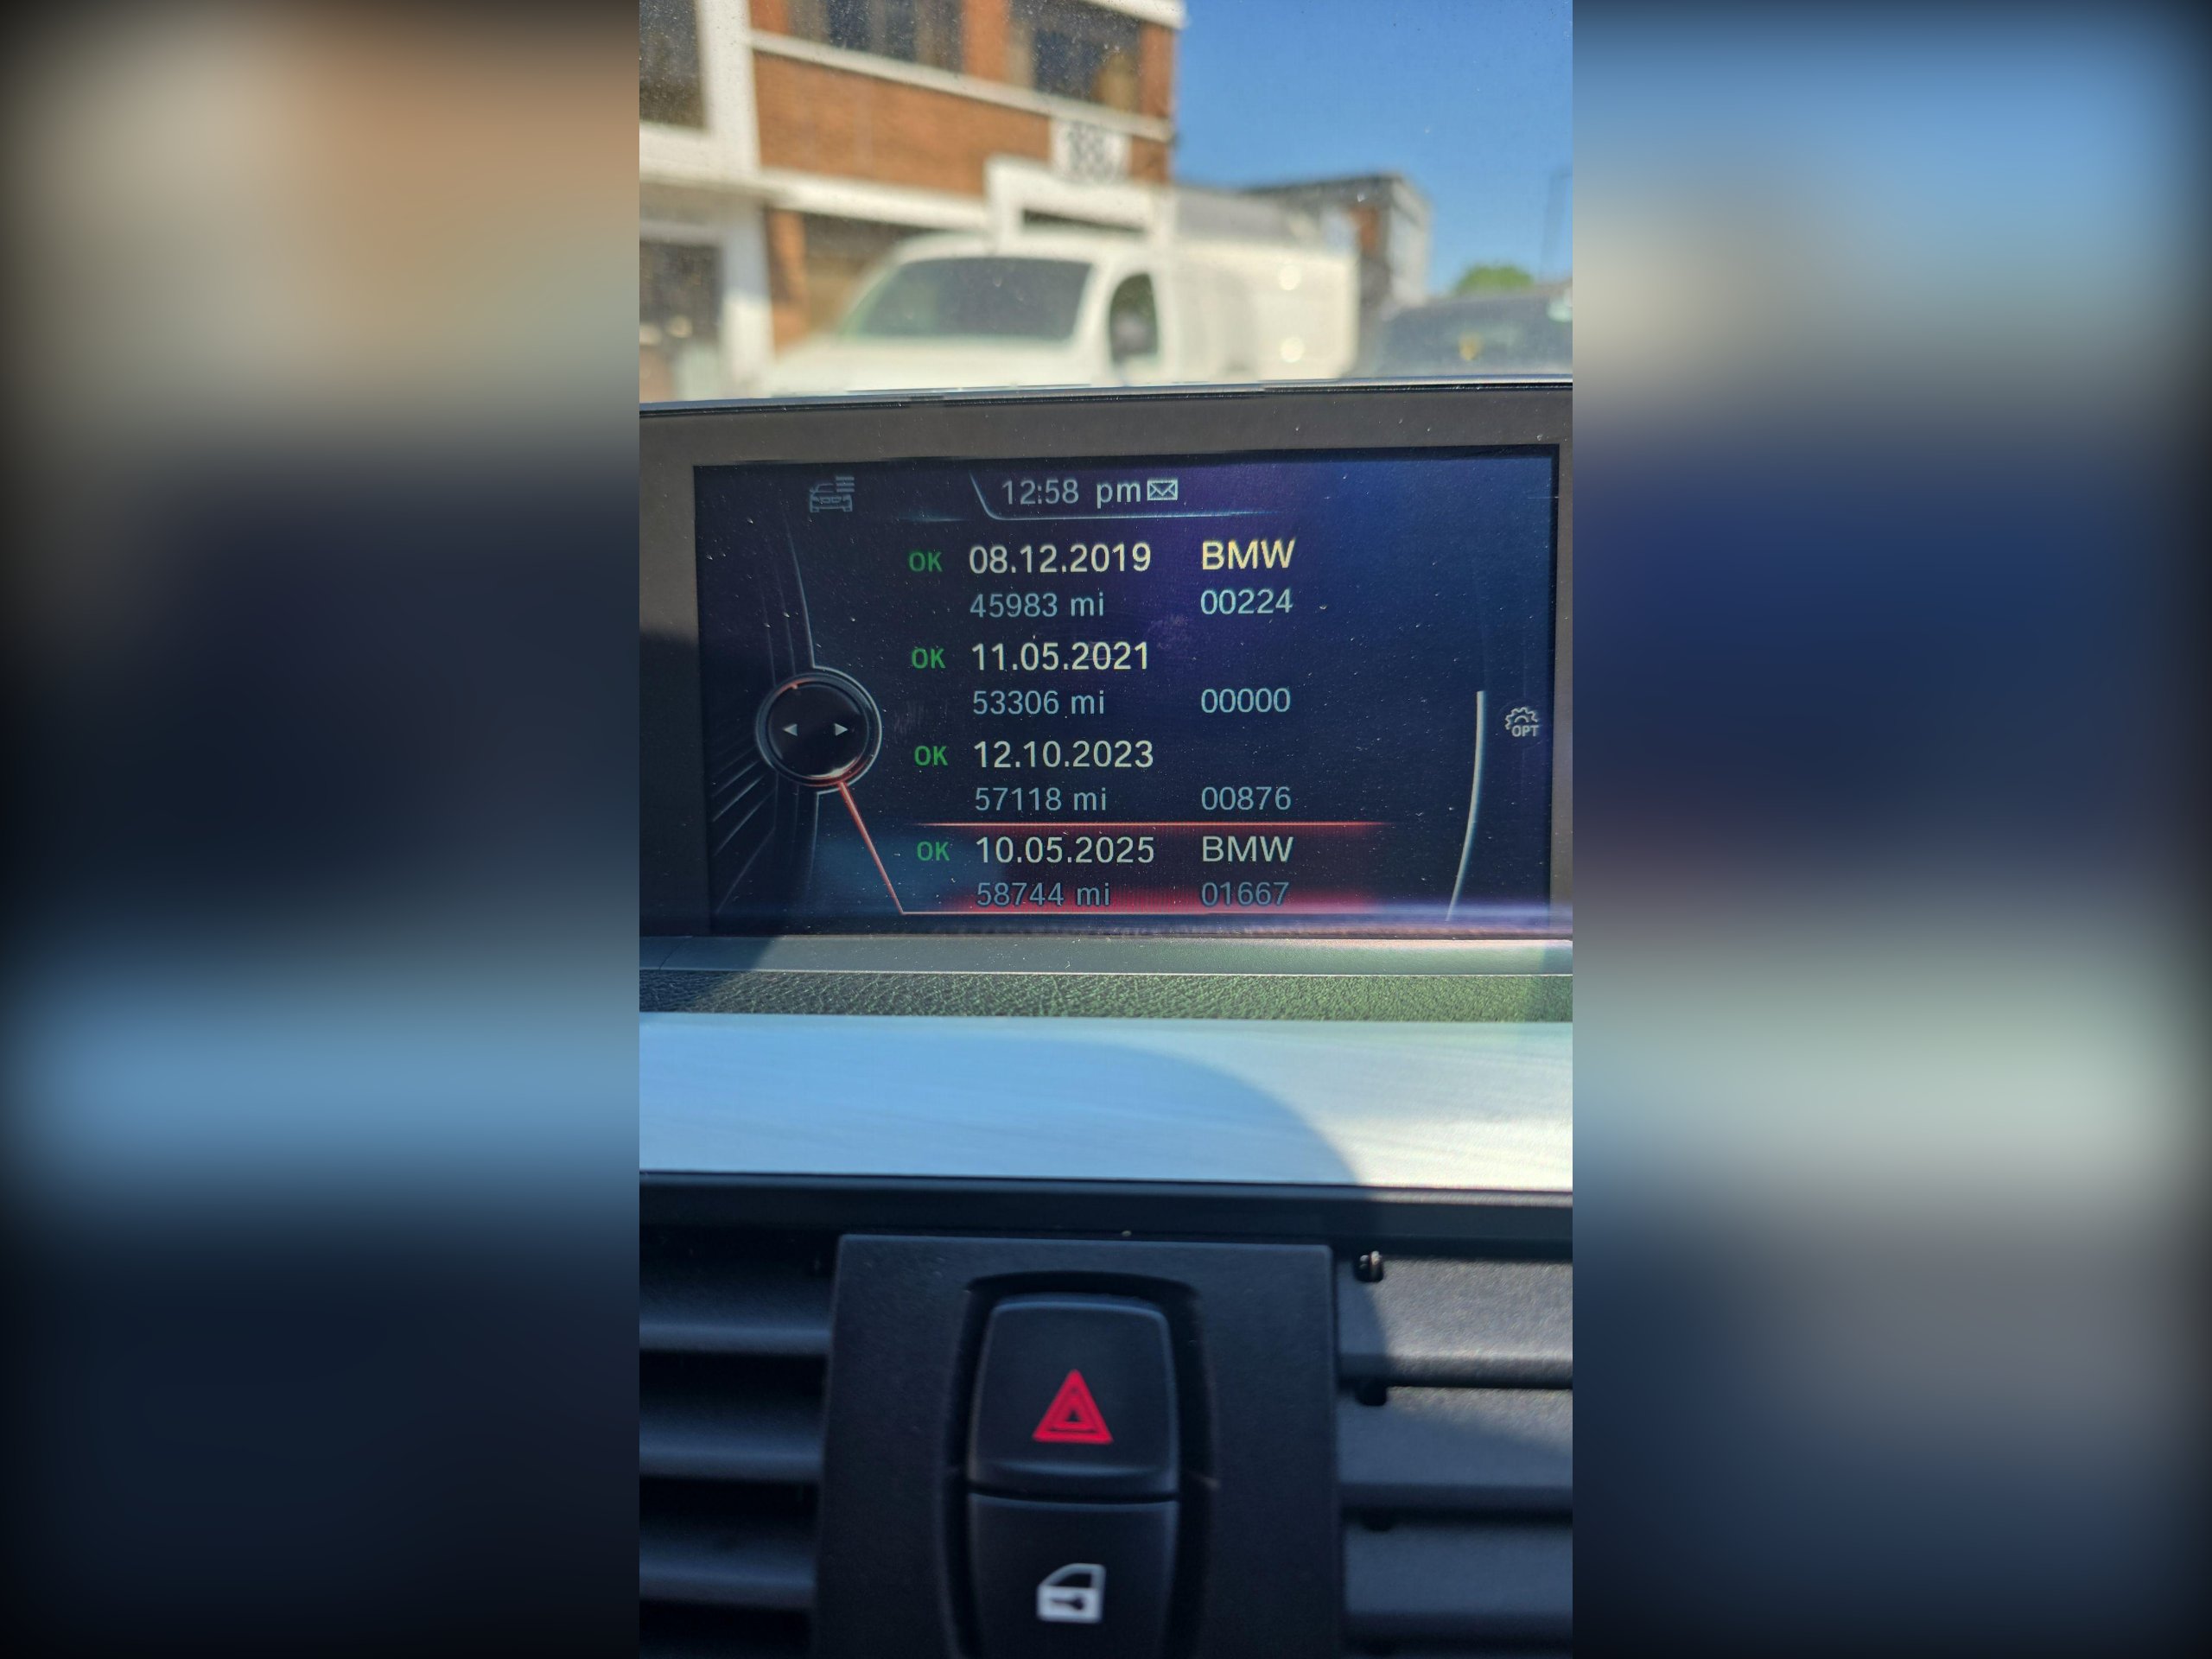 12:58 pm
OK 08.12.2019 BMW
45983 mi 00224
OK 11.05.2021
53306 mi 00000
OK 12.10.2023
57118 mi 00876
OPT
OK 10.05.2025 BMW
58744 mi 01667